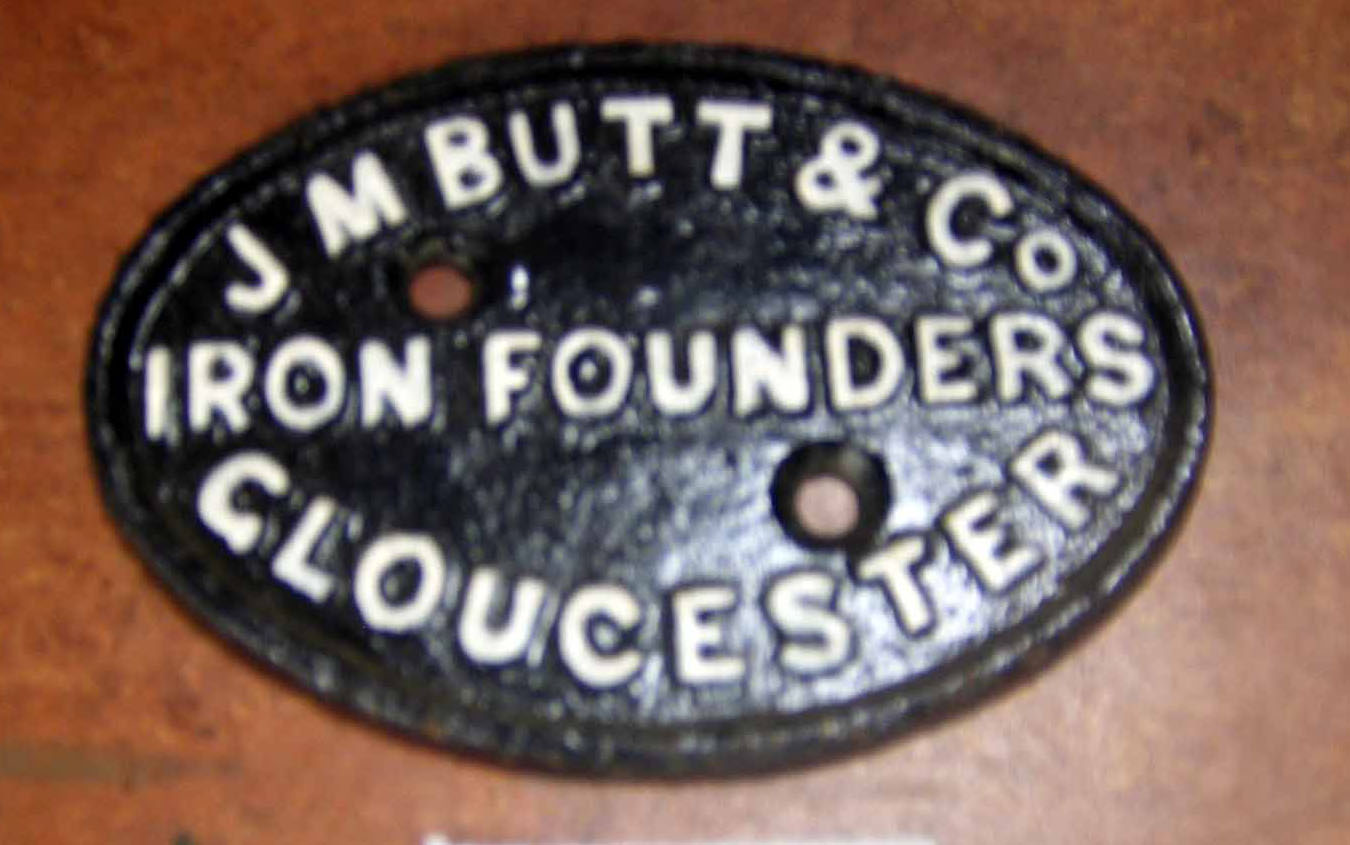 J M BUTT & Co
IRON FOUNDERS
GLOUCESTER